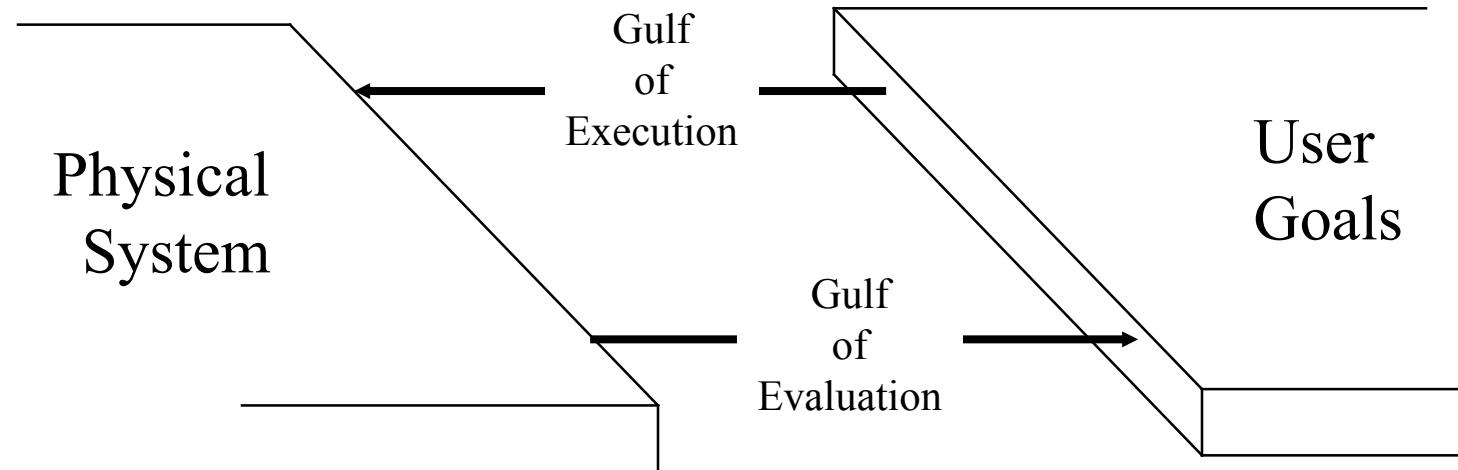 Gulf
of
Execution
Physical
System
User
Goals
Gulf
of
Evaluation